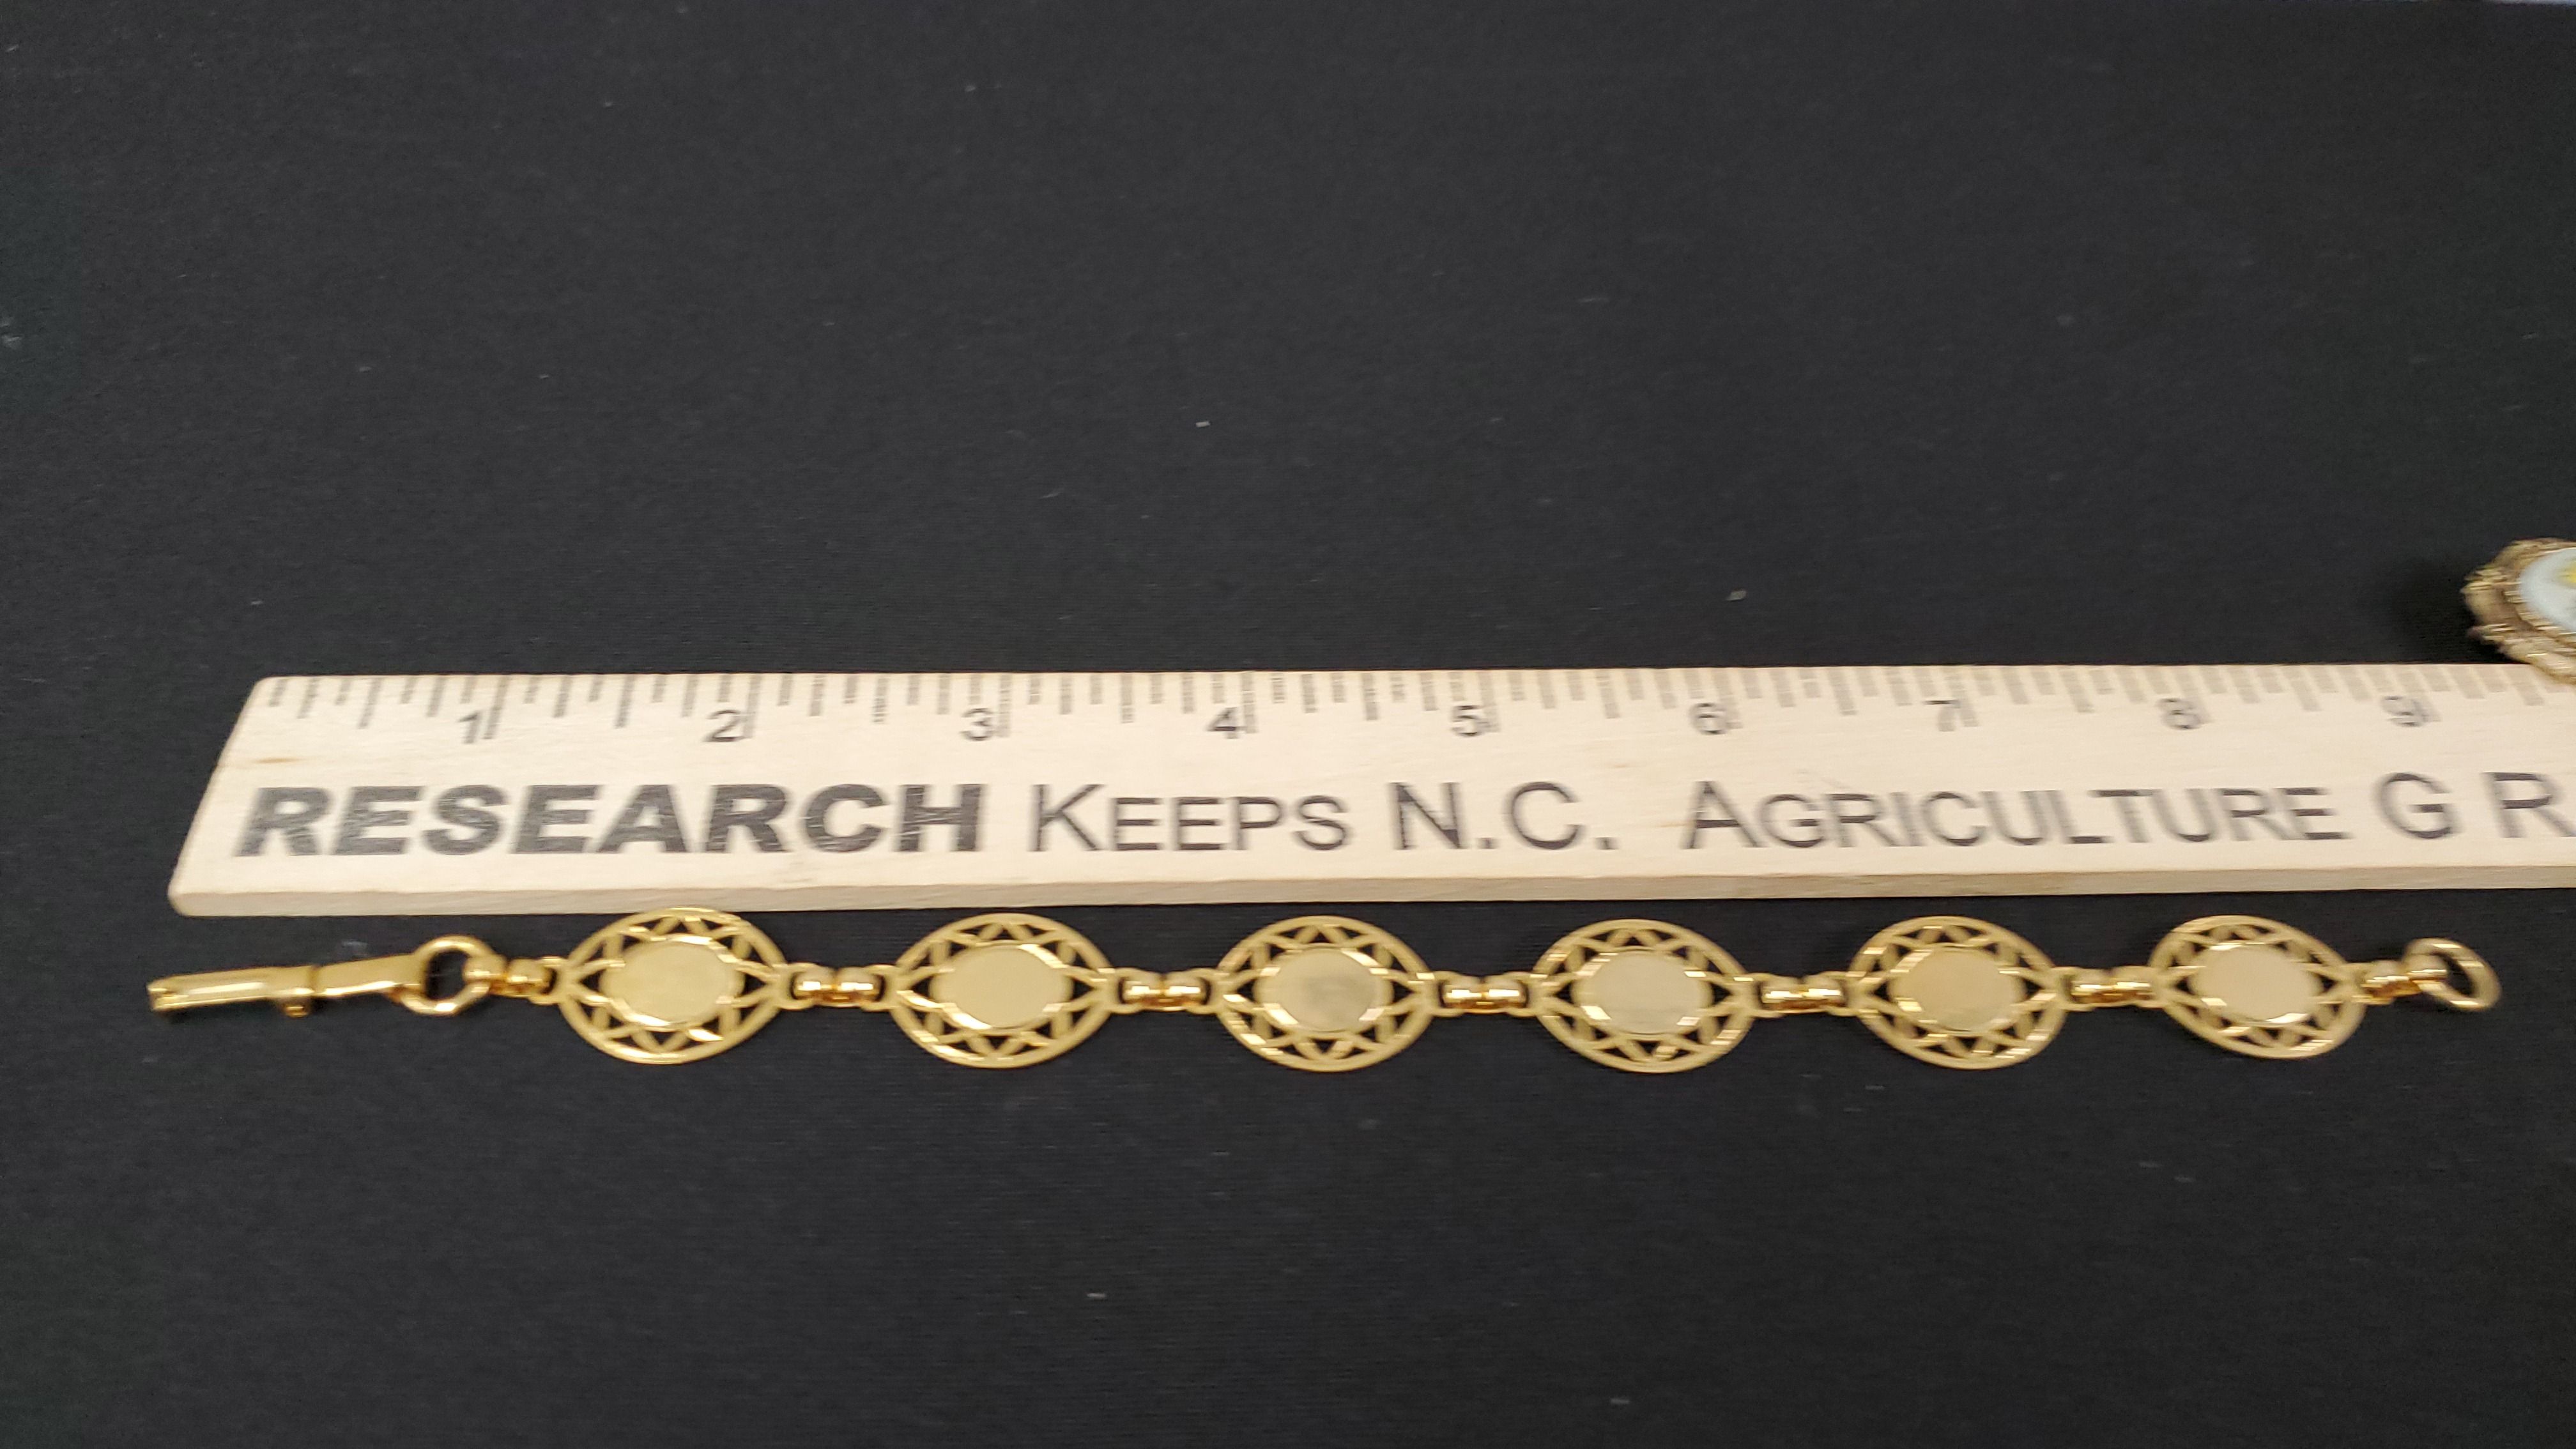 1 2 3 4 5 6 7 8 9
RESEARCH KEEPS N.C. AGRICULTURE G R